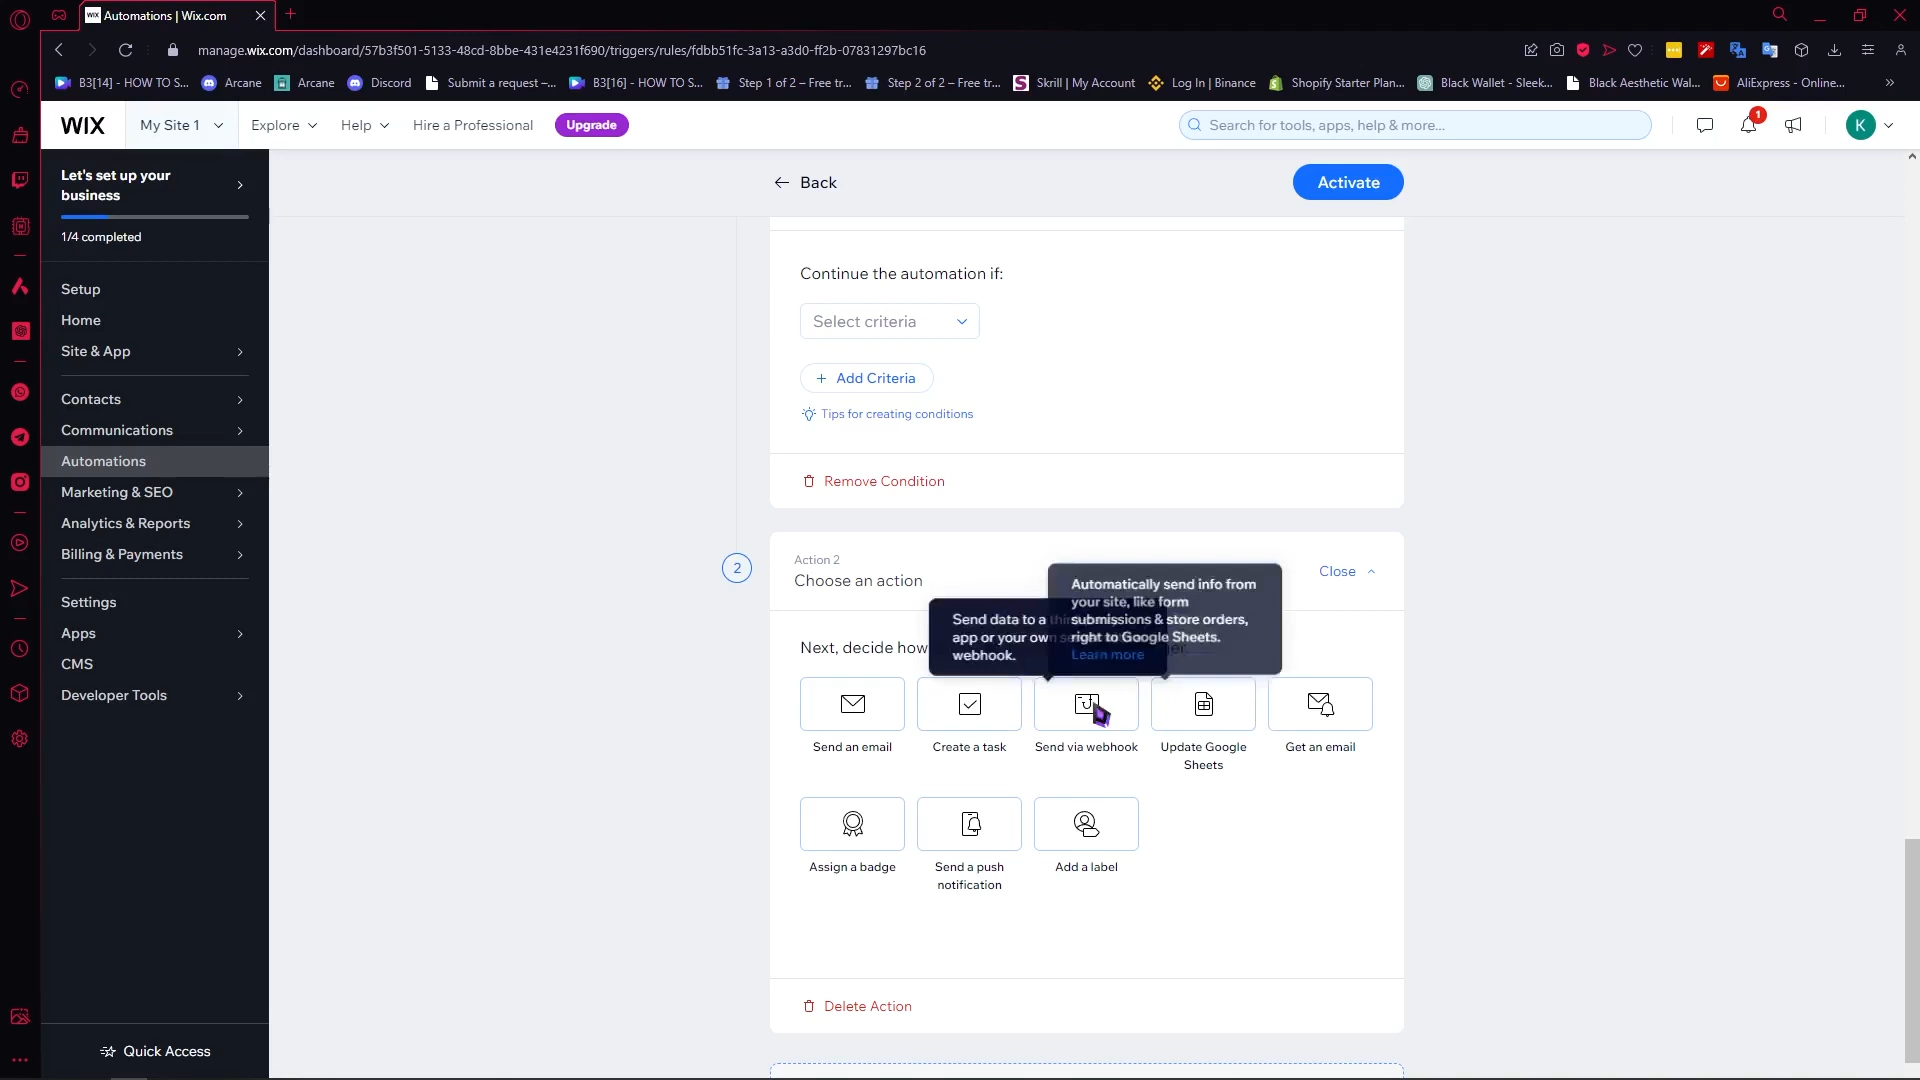 Automations | Wix.com
manage.wix.com/dashboard/57b3f501-5133-48cd-8bbe-431e4231f690/triggers/rules/fdbb51fc-3a13-a3d0-ff2b-07831297bc16
B3[14] - HOW TO S...
Arcane
Arcane
Discord
Submit a request –...
B3[16] - HOW TO S...
Step 1 of 2 – Free tr...
Step 2 of 2 – Free tr...
Skrill | My Account
Log In | Binance
Shopify Starter Plan...
Black Wallet - Sleek...
Black Aesthetic Wal...
AliExpress - Online...
WIX
My Site 1
Explore
Help
Hire a Professional
Upgrade
Search for tools, apps, help & more...
1
K
Let's set up your
business
1/4 completed
Setup
Home
Site & App
Contacts
Communications
Automations
Marketing & SEO
Analytics & Reports
Billing & Payments
Settings
Apps
CMS
Developer Tools
Quick Access
Back
Activate
Continue the automation if:
Select criteria
+ Add Criteria
Tips for creating conditions
Remove Condition
2
Action 2
Choose an action
Close
Next, decide how
Send data to a
app or your own
webhook.
Automatically send info from
your site, like form
submissions & store orders,
right to Google Sheets.
Learn more
Send an email
Create a task
Send via webhook
Update Google
Sheets
Get an email
Assign a badge
Send a push
notification
Add a label
Delete Action